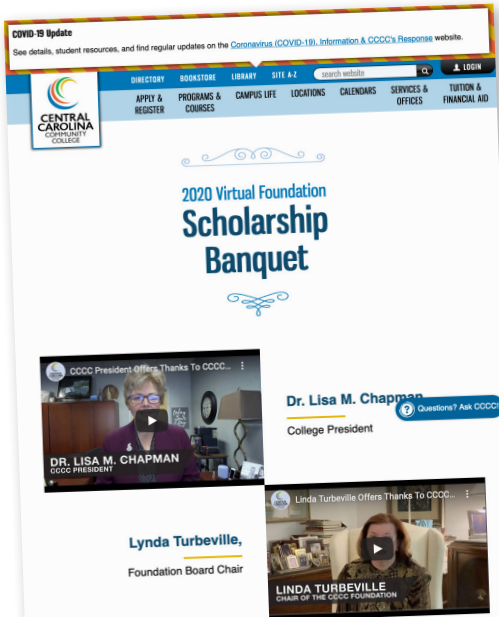 COVID-19 Update
See details, student resources, and find regular updates on the Coronavirus (COVID-19), Information & CCCC's Response website.
DIRECTORY BOOKSTORE LIBRARY SITE A-Z search website LOGIN
CENTRAL
CAROLINA
COMMUNITY
COLLEGE
APPLY &
REGISTER
PROGRAMS &
COURSES
CAMPUS LIFE
LOCATIONS
CALENDARS
SERVICES &
OFFICES
TUITION &
FINANCIAL AID
2020 Virtual Foundation
Scholarship
Banquet
CCCC President Offers Thanks To CCCC...
DR. LISA M. CHAPMAN
CCCC PRESIDENT
Dr. Lisa M. Chapman
College President
? Questions? Ask CCCC!
Linda Turbeville Offers Thanks To CCCC...
Lynda Turbeville,
Foundation Board Chair
LINDA TURBEVILLE
CHAIR OF THE CCCC FOUNDATION